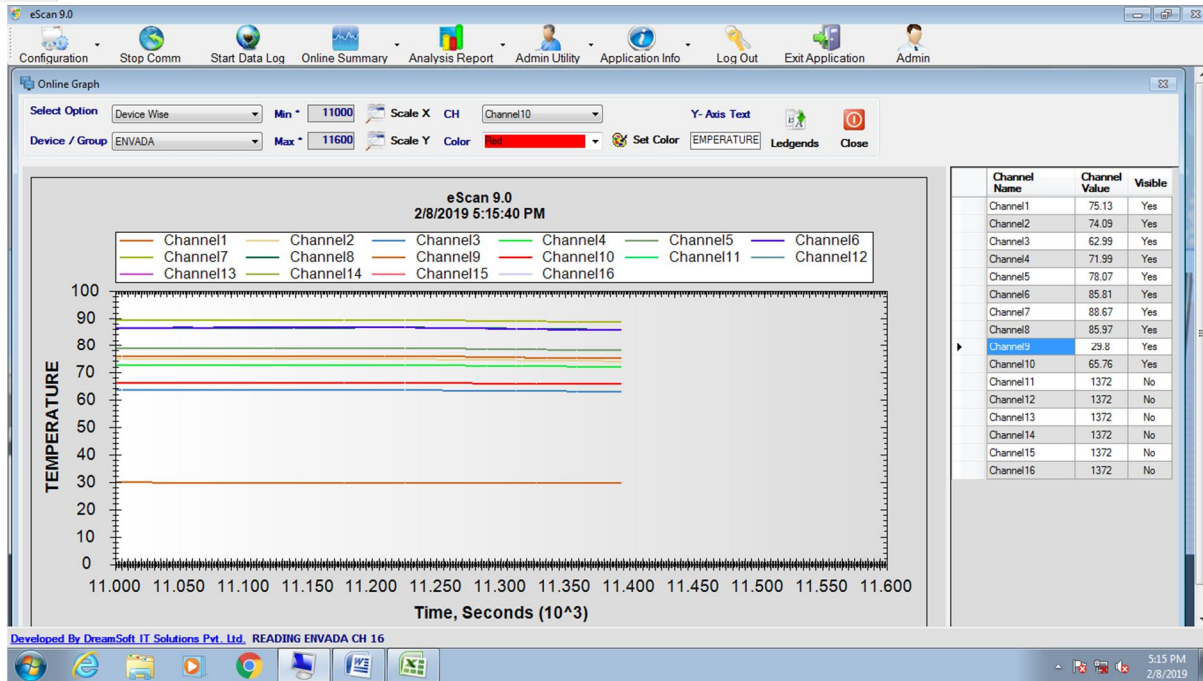 eScan 9.0
Configuration Stop Comm Start Data Log Online Summary Analysis Report Admin Utility Application Info Log Out Exit Application Admin
Online Graph
Select Option Device Wise Min * 11000 Scale X CH Channel10 Y- Axis Text
Device / Group ENVADA Max * 11600 Scale Y Color Red Set Color EMPERATURE Ledgends Close
eScan 9.0
2/8/2019 5:15:40 PM
Channel1 Channel2 Channel3 Channel4 Channel5 Channel6
Channel7 Channel8 Channel9 Channel10 Channel11 Channel12
Channel13 Channel14 Channel15 Channel16
100
90
80
70
60
50
40
30
20
10
0
TEMPERATURE
11.000 11.050 11.100 11.150 11.200 11.250 11.300 11.350 11.400 11.450 11.500 11.550 11.600
Time, Seconds (10^3)
Channel Name Channel Value Visible
Channel1 75.13 Yes
Channel2 74.09 Yes
Channel3 62.99 Yes
Channel4 71.99 Yes
Channel5 78.07 Yes
Channel6 85.81 Yes
Channel7 88.67 Yes
Channel8 85.97 Yes
Channel9 29.8 Yes
Channel10 65.76 Yes
Channel11 1372 No
Channel12 1372 No
Channel13 1372 No
Channel14 1372 No
Channel15 1372 No
Channel16 1372 No
Developed By DreamSoft IT Solutions Pvt. Ltd. READING ENVADA CH 16
5:15 PM
2/8/2019